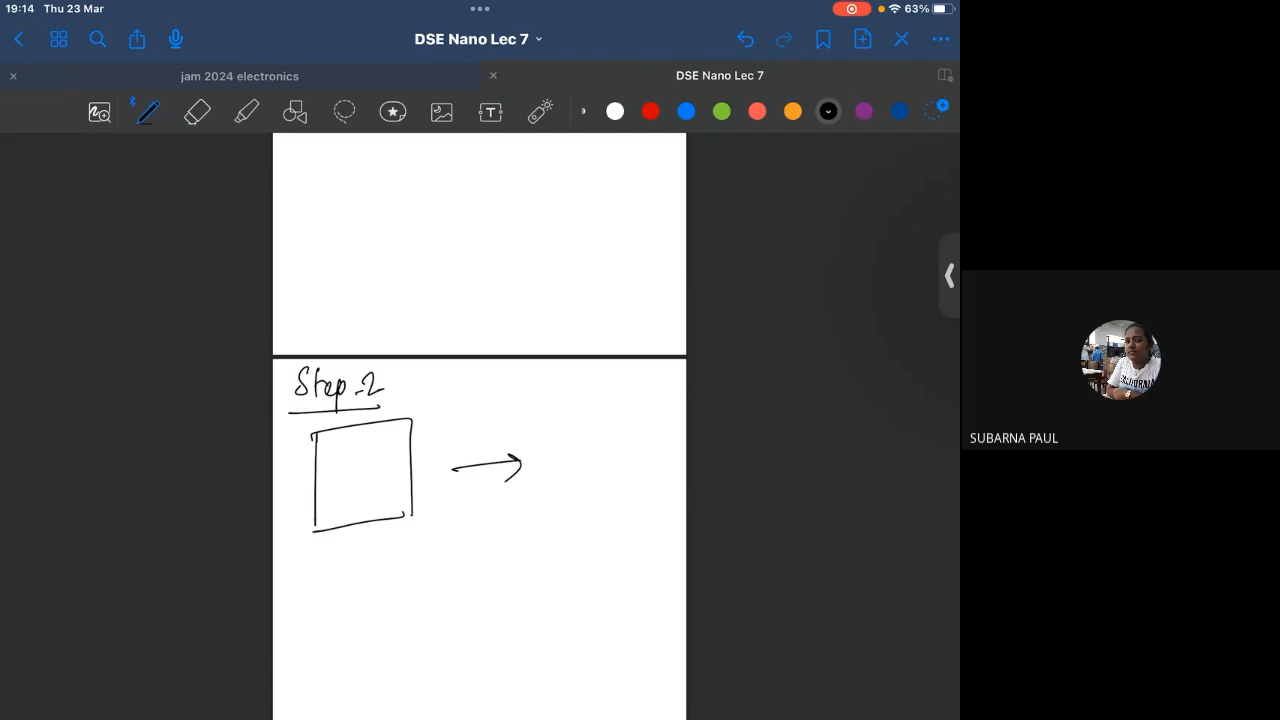 19:14 Thu 23 Mar
63%
DSE Nano Lec 7
jam 2024 electronics
DSE Nano Lec 7
T
Step-2
CALIFORNIA
SUBARNA PAUL